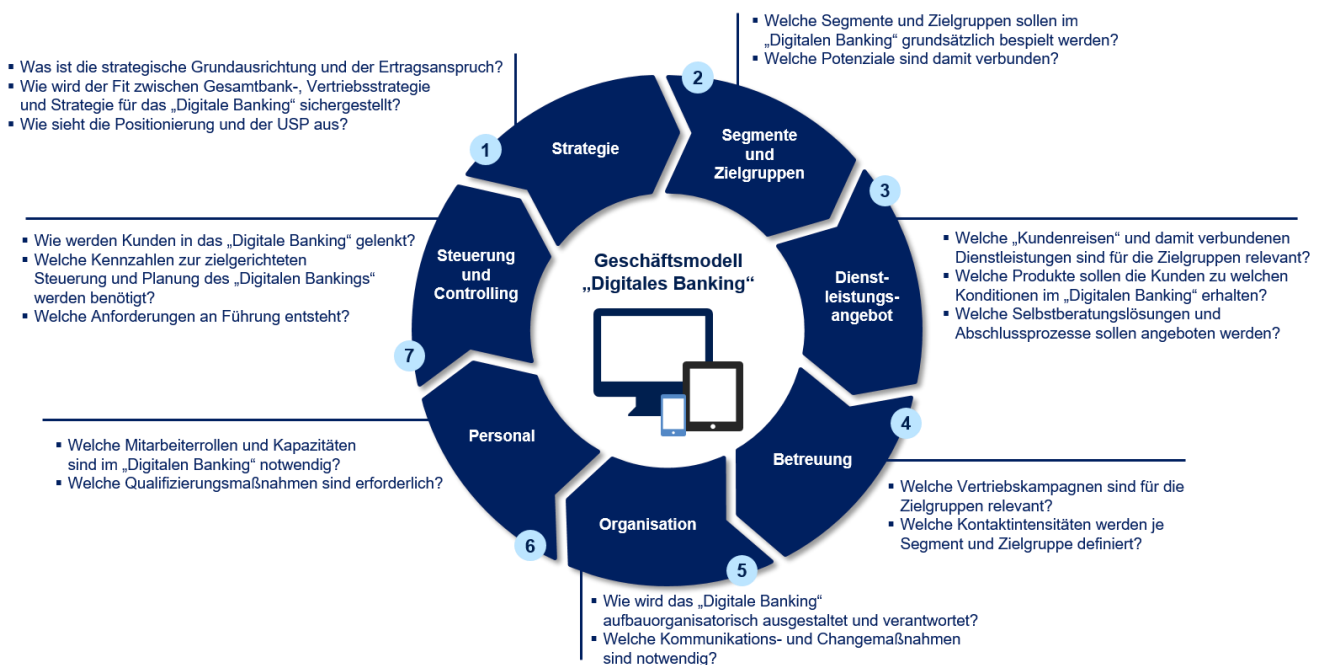 ▪ Was ist die strategische Grundausrichtung und der Ertragsanspruch?
▪ Wie wird der Fit zwischen Gesamtbank-, Vertriebsstrategie
und Strategie für das „Digitale Banking“ sichergestellt?
▪ Wie sieht die Positionierung und der USP aus?
1
Strategie
▪ Welche Segmente und Zielgruppen sollen im
„Digitalen Banking“ grundsätzlich bespielt werden?
▪ Welche Potenziale sind damit verbunden?
2
Segmente
und
Zielgruppen
3
Dienst-
leistungs-
angebot
▪ Welche „Kundenreisen“ und damit verbundenen
Dienstleistungen sind für die Zielgruppen relevant?
▪ Welche Produkte sollen die Kunden zu welchen
Konditionen im „Digitalen Banking“ erhalten?
▪ Welche Selbstberatungslösungen und
Abschlussprozesse sollen angeboten werden?
4
Betreuung
▪ Welche Vertriebskampagnen sind für die
Zielgruppen relevant?
▪ Welche Kontaktintensitäten werden je
Segment und Zielgruppe definiert?
Organisation
5
▪ Wie wird das „Digitale Banking“
aufbauorganisatorisch ausgestaltet und verantwortet?
▪ Welche Kommunikations- und Changemaßnahmen
sind notwendig?
Personal
6
▪ Welche Mitarbeiterrollen und Kapazitäten
sind im „Digitalen Banking“ notwendig?
▪ Welche Qualifizierungsmaßnahmen sind erforderlich?
Steuerung
und
Controlling
7
▪ Wie werden Kunden in das „Digitale Banking“ gelenkt?
▪ Welche Kennzahlen zur zielgerichteten
Steuerung und Planung des „Digitalen Bankings“
werden benötigt?
▪ Welche Anforderungen an Führung entsteht?
Geschäftsmodell
„Digitales Banking“